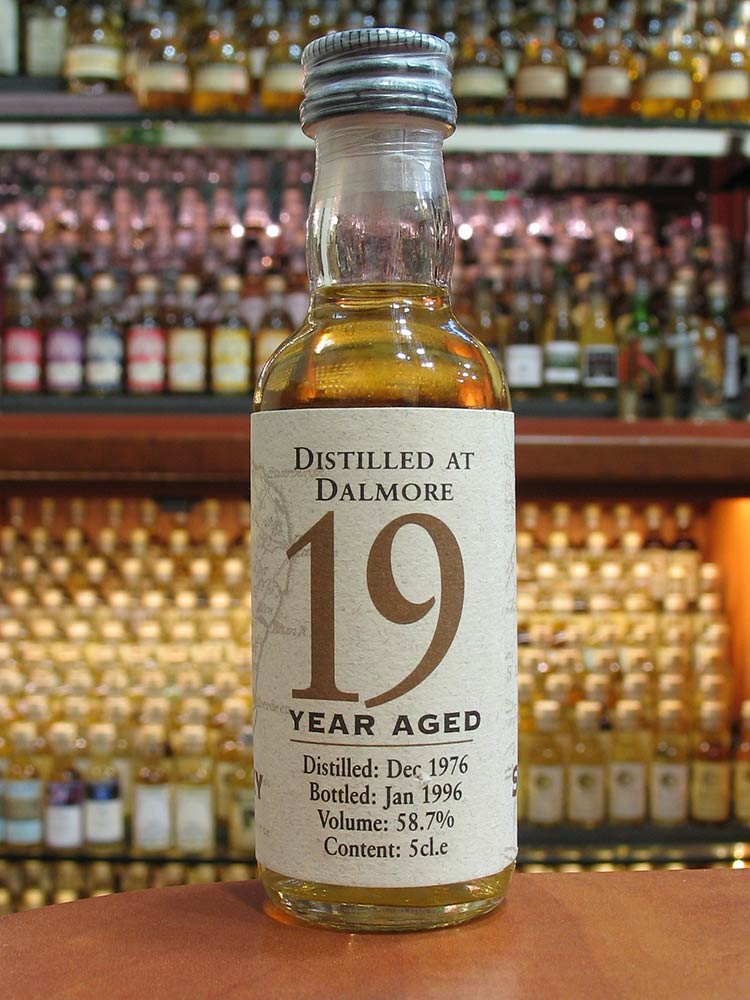 Distilled at
Dalmore
19
YEAR AGED
Distilled: Dec 1976
Bottled: Jan 1996
Volume: 58.7%
Content: 5cl.e